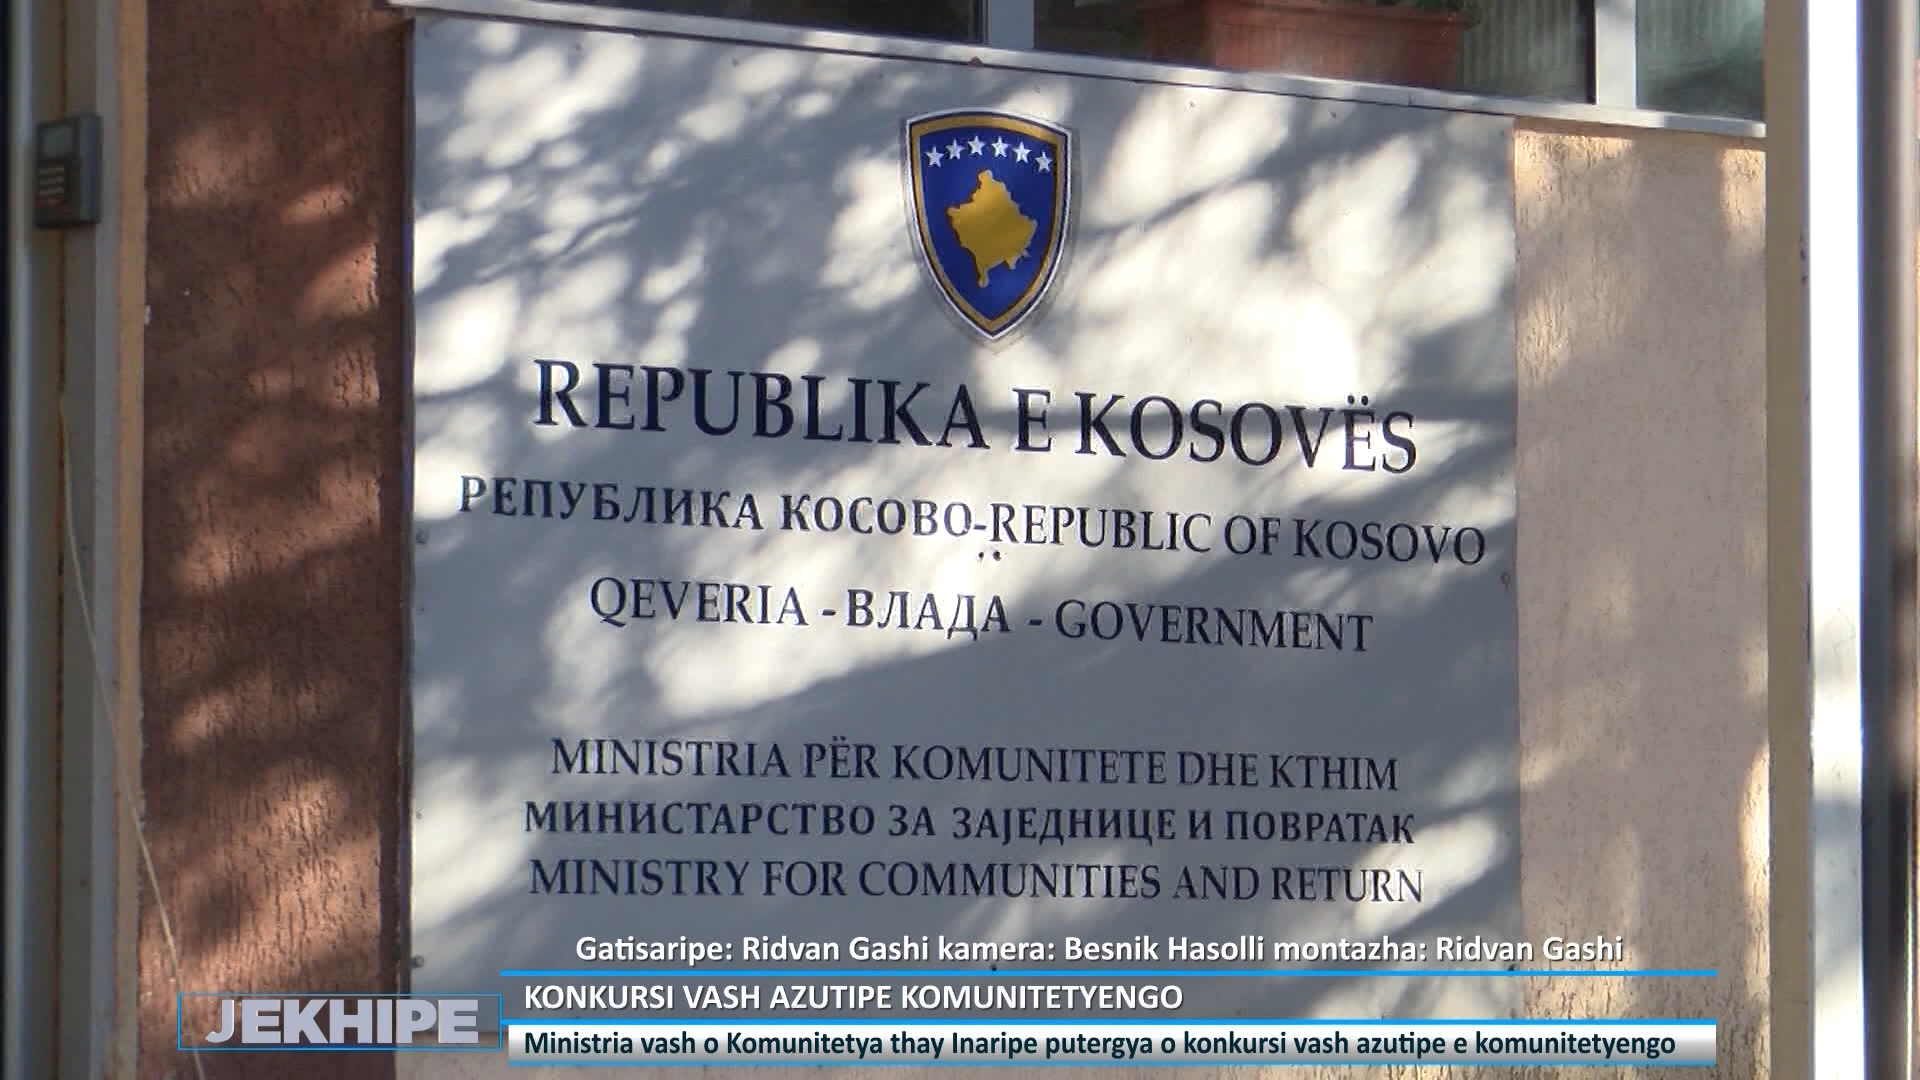 REPUBLIKA E KOSOVËS
РЕПУБЛИКА КОСОВО-REPUBLIC OF KOSOVO
QEVERIA - ВЛАДА - GOVERNMENT
MINISTRIA PËR KOMUNITETE DHE KTHIM
МИНИСТАРСТВО ЗА ЗАЈЕДНИЦЕ И ПОВРАТАК
MINISTRY FOR COMMUNITIES AND RETURN
Gatisaripe: Ridvan Gashi kamera: Besnik Hasolli montazha: Ridvan Gashi
KONKURSI VASH AZUTIPE KOMUNITETYENGO
JEKHIPE
Ministria vash o Komunitetya thay Inaripe putergya o konkursi vash azutipe e komunitetyengo